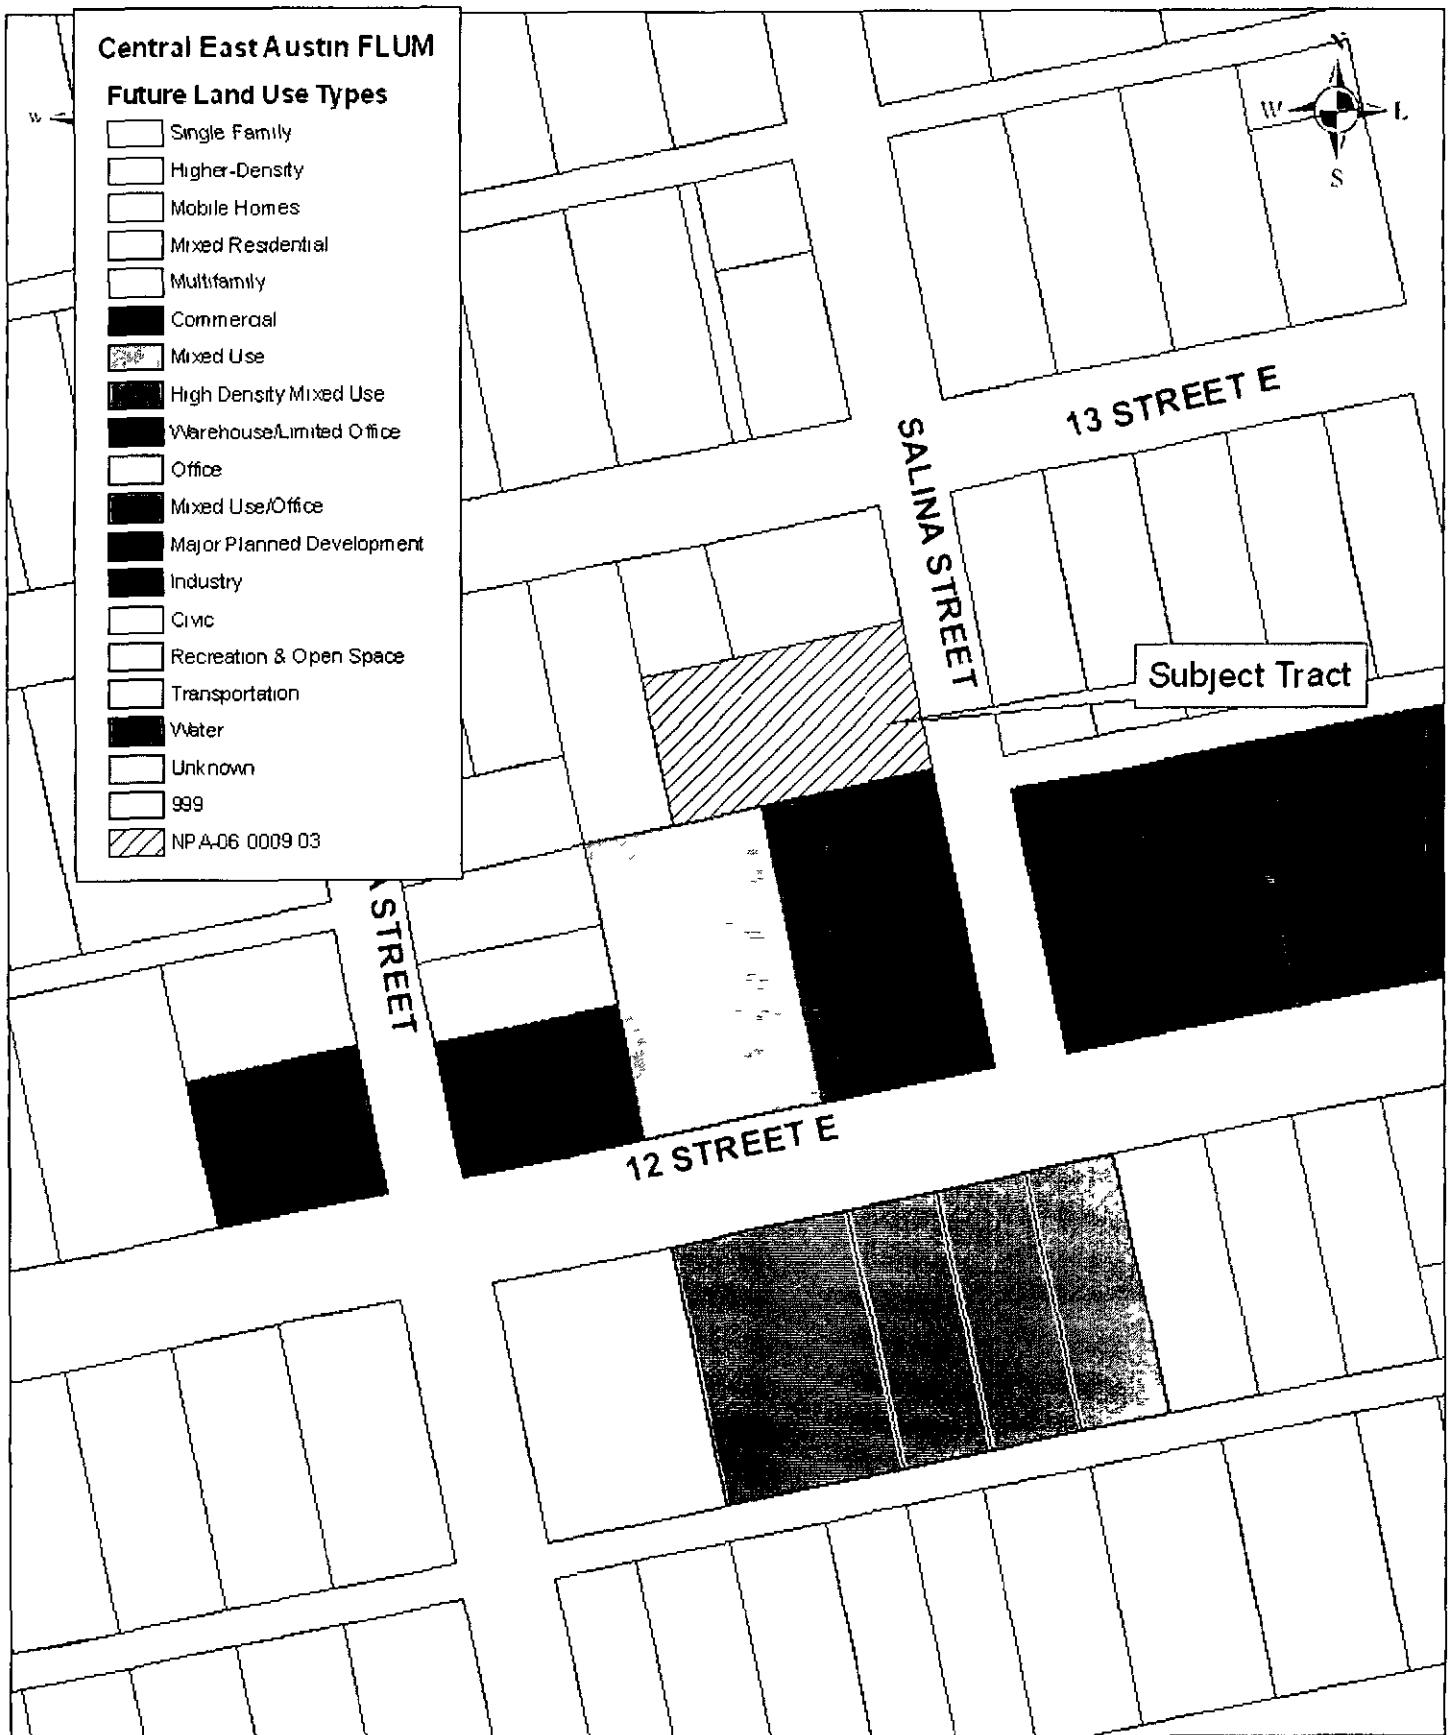 Central East Austin FLUM
Future Land Use Types
Single Family
Higher-Density
Mobile Homes
Mixed Residential
Multifamily
Commercial
Mixed Use
High Density Mixed Use
Warehouse/Limited Office
Office
Mixed Use/Office
Major Planned Development
Industry
Civic
Recreation & Open Space
Transportation
Water
Unknown
999
NPA-06 0009 03
W
N
W
E
S
13 STREET E
SALINA STREET
Subject Tract
A STREET
12 STREET E